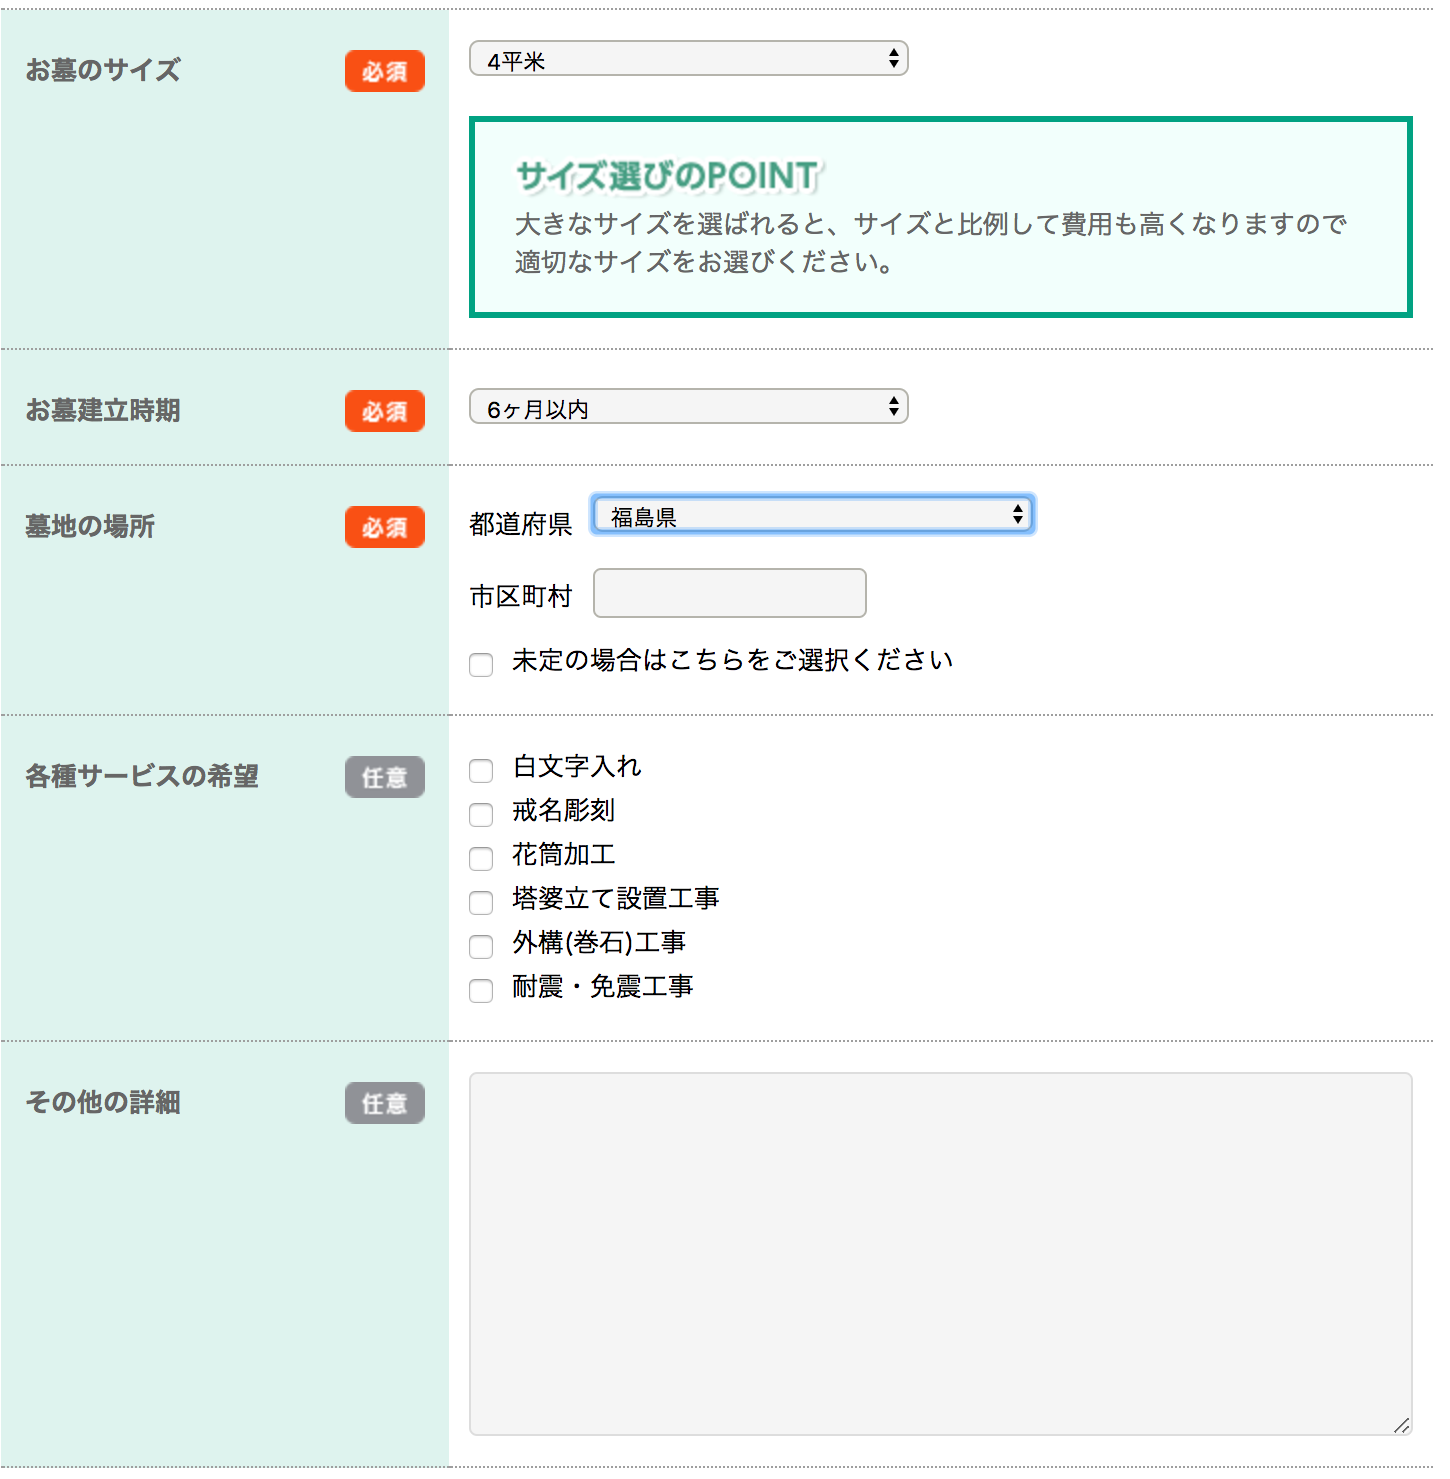 お墓のサイズ 必須 4平米
サイズ選びのPOINT
大きなサイズを選ばれると、サイズと比例して費用も高くなりますので
適切なサイズをお選びください。
お墓建立時期 必須 6ヶ月以内
墓地の場所 必須 都道府県 福島県
市区町村
未定の場合はこちらをご選択ください
各種サービスの希望 任意 白文字入れ
戒名彫刻
花筒加工
塔婆立て設置工事
外構(巻石)工事
耐震・免震工事
その他の詳細 任意